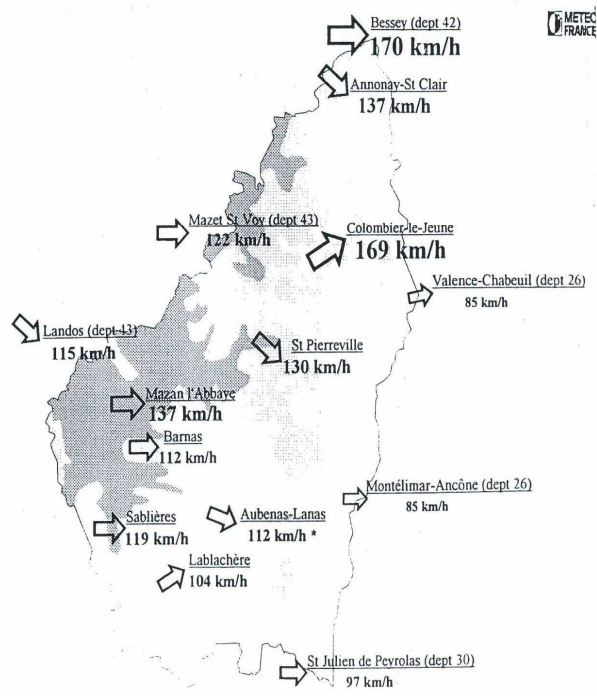 METEO
FRANCE
Bessey (dept 42)
170 km/h
Annonay-St Clair
137 km/h
Mazet St Voy (dept 43)
122 km/h
Colombier-le-Jeune
169 km/h
Valence-Chabeuil (dept 26)
85 km/h
Landos (dept 43)
115 km/h
St Pierreville
130 km/h
Mazan l'Abbaye
137 km/h
Barnas
112 km/h
Montélimar-Ancône (dept 26)
85 km/h
Sablières
119 km/h
Aubenas-Lanas
112 km/h *
Lablachère
104 km/h
St Julien de Peyrolas (dept 30)
97 km/h